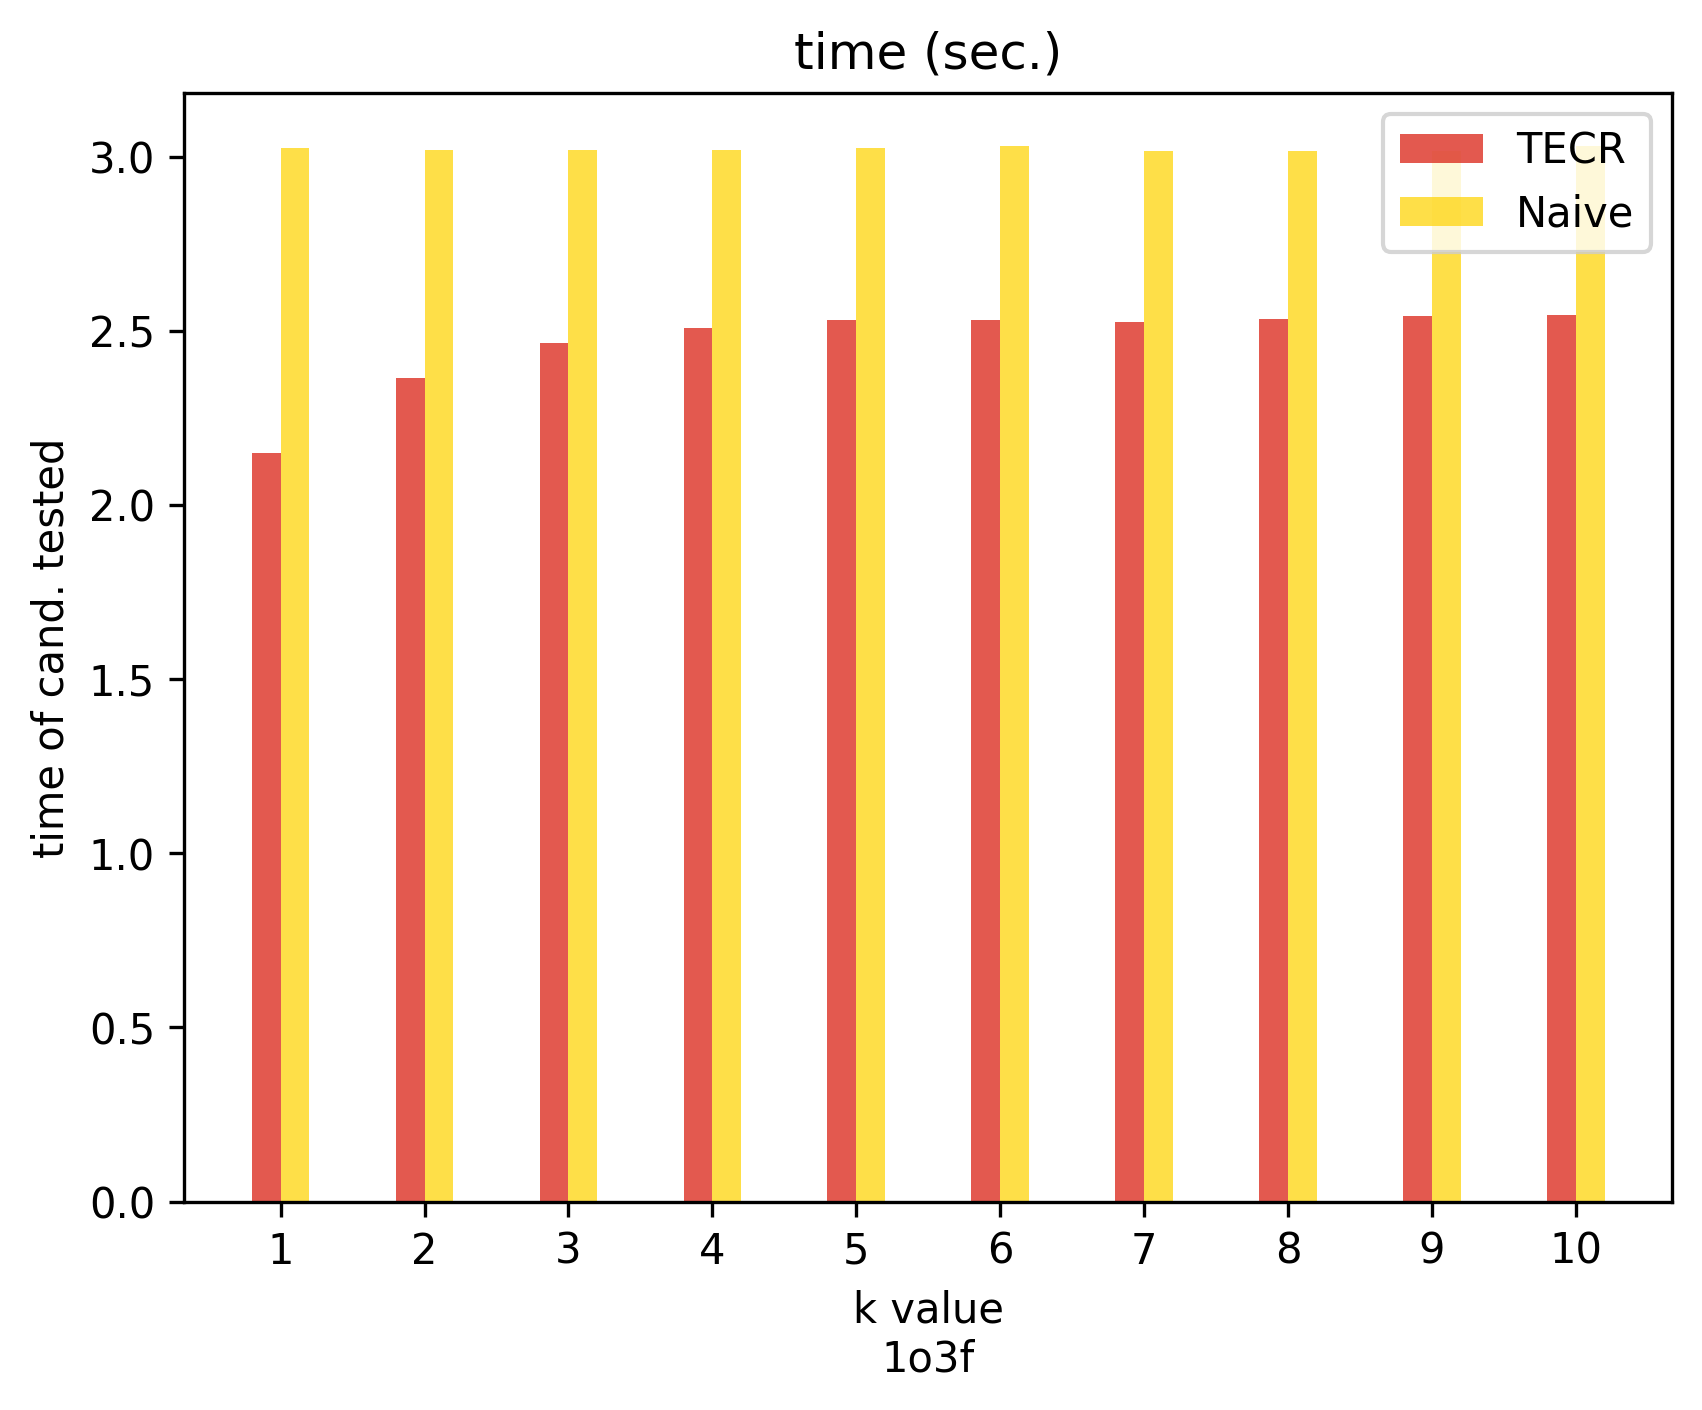 time (sec.)
TECR
Naive
3.0
2.5
2.0
1.5
1.0
0.5
0.0
time of cand. tested
1 2 3 4 5 6 7 8 9 10
k value
1o3f